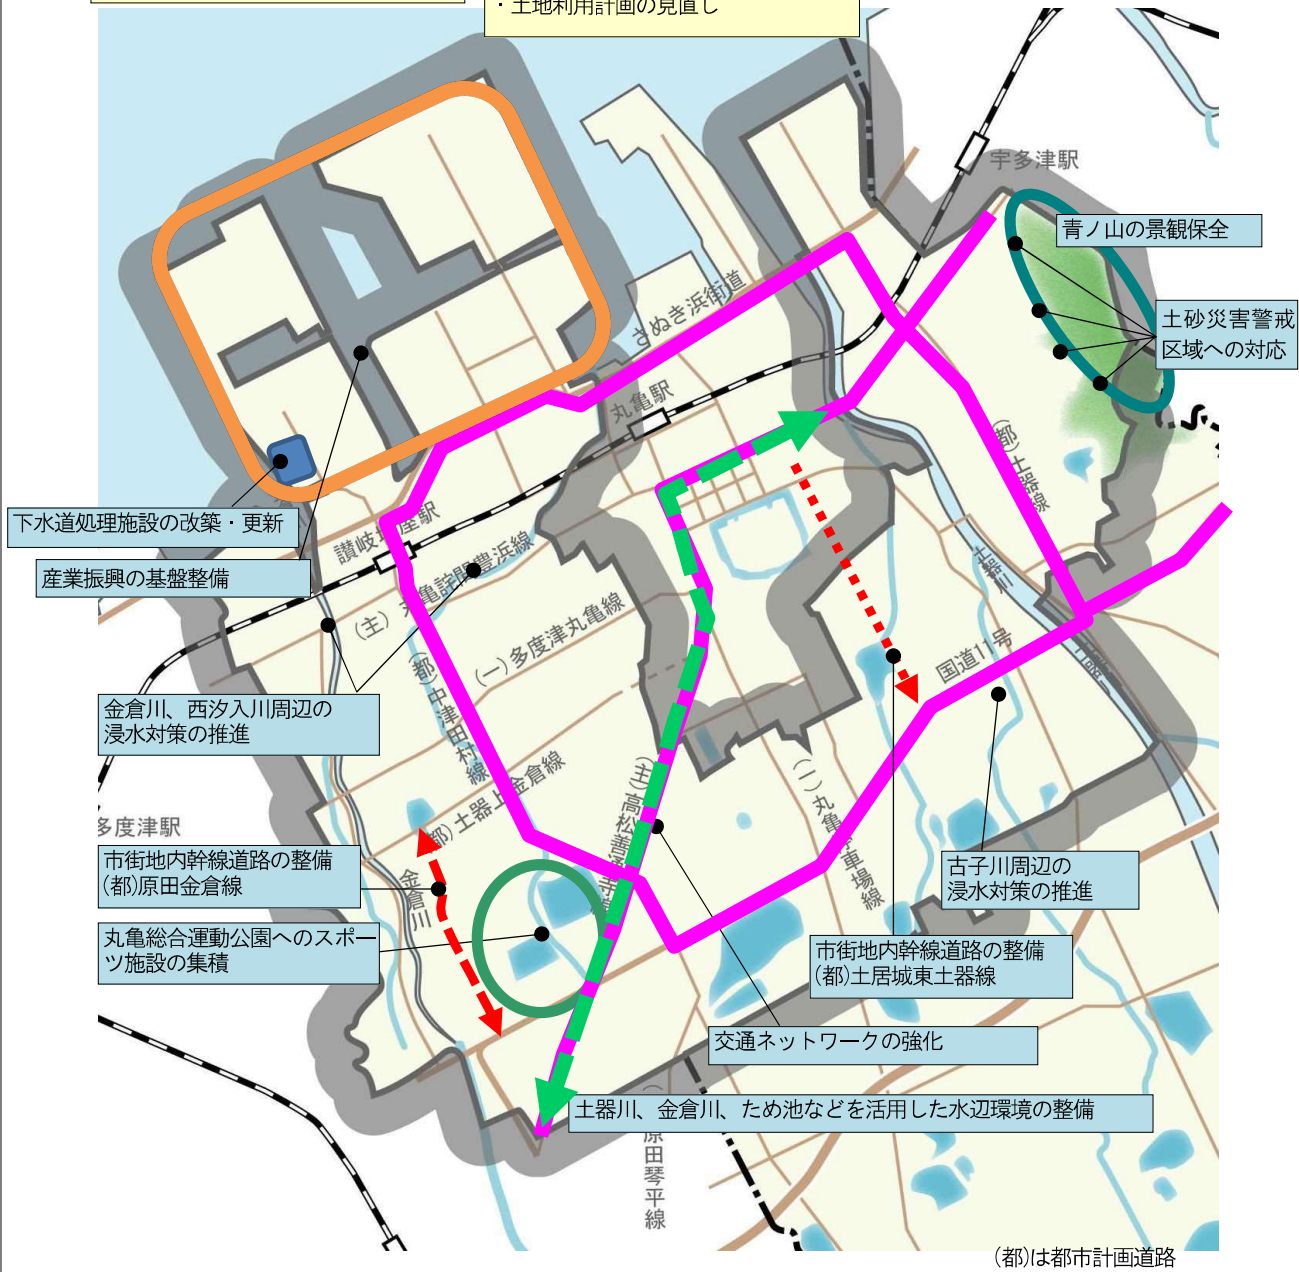 ・土地利用計画の見直し
宇多津駅
青ノ山の景観保全
土砂災害警戒
区域への対応
さぬき浜街道
丸亀駅
(都)土器線
下水道処理施設の改築・更新
讃岐塩屋駅
産業振興の基盤整備
(主)丸亀詫間豊浜線
土器川
(一)多度津丸亀線
国道11号
(都)中津田村線
金倉川、西汐入川周辺の
浸水対策の推進
(都)土器上金倉線
(主)高松善通寺線
(一)丸亀停車場線
多度津駅
市街地内幹線道路の整備
(都)原田金倉線
金倉川
古子川周辺の
浸水対策の推進
丸亀総合運動公園へのスポー
ツ施設の集積
市街地内幹線道路の整備
(都)土居城東土器線
交通ネットワークの強化
土器川、金倉川、ため池などを活用した水辺環境の整備
原田琴平線
(都)は都市計画道路